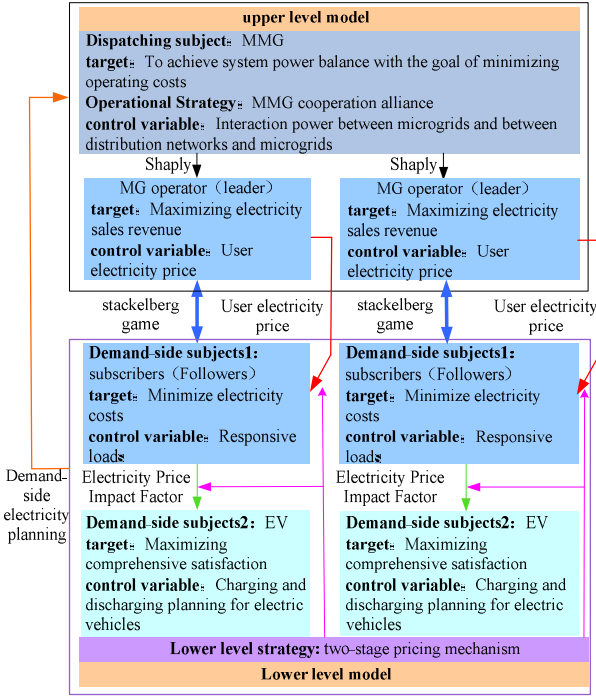 upper level model
Dispatching subject: MMG
target: To achieve system power balance with the goal of minimizing
operating costs
Operational Strategy: MMG cooperation alliance
control variable: Interaction power between microgrids and between
distribution networks and microgrids
Shaply
Shaply
MG operator（leader）
target: Maximizing electricity
sales revenue
control variable: User
electricity price
MG operator（leader）
target: Maximizing electricity
sales revenue
control variable: User
electricity price
stackelberg
game
User electricity
price
stackelberg
game
User electricity
price
Demand-side subjects1:
subscribers（Followers）
target: Minimize electricity
costs
control variable: Responsive
loads
Demand-side subjects1:
subscribers（Followers）
target: Minimize electricity
costs
control variable: Responsive
loads
Demand-
side
electricity
planning
Electricity Price
Impact Factor
Electricity Price
Impact Factor
Demand-side subjects2: EV
target: Maximizing
comprehensive satisfaction
control variable: Charging and
discharging planning for electric
vehicles
Demand-side subjects2: EV
target: Maximizing
comprehensive satisfaction
control variable: Charging and
discharging planning for electric
vehicles
Lower level strategy: two-stage pricing mechanism
Lower level model